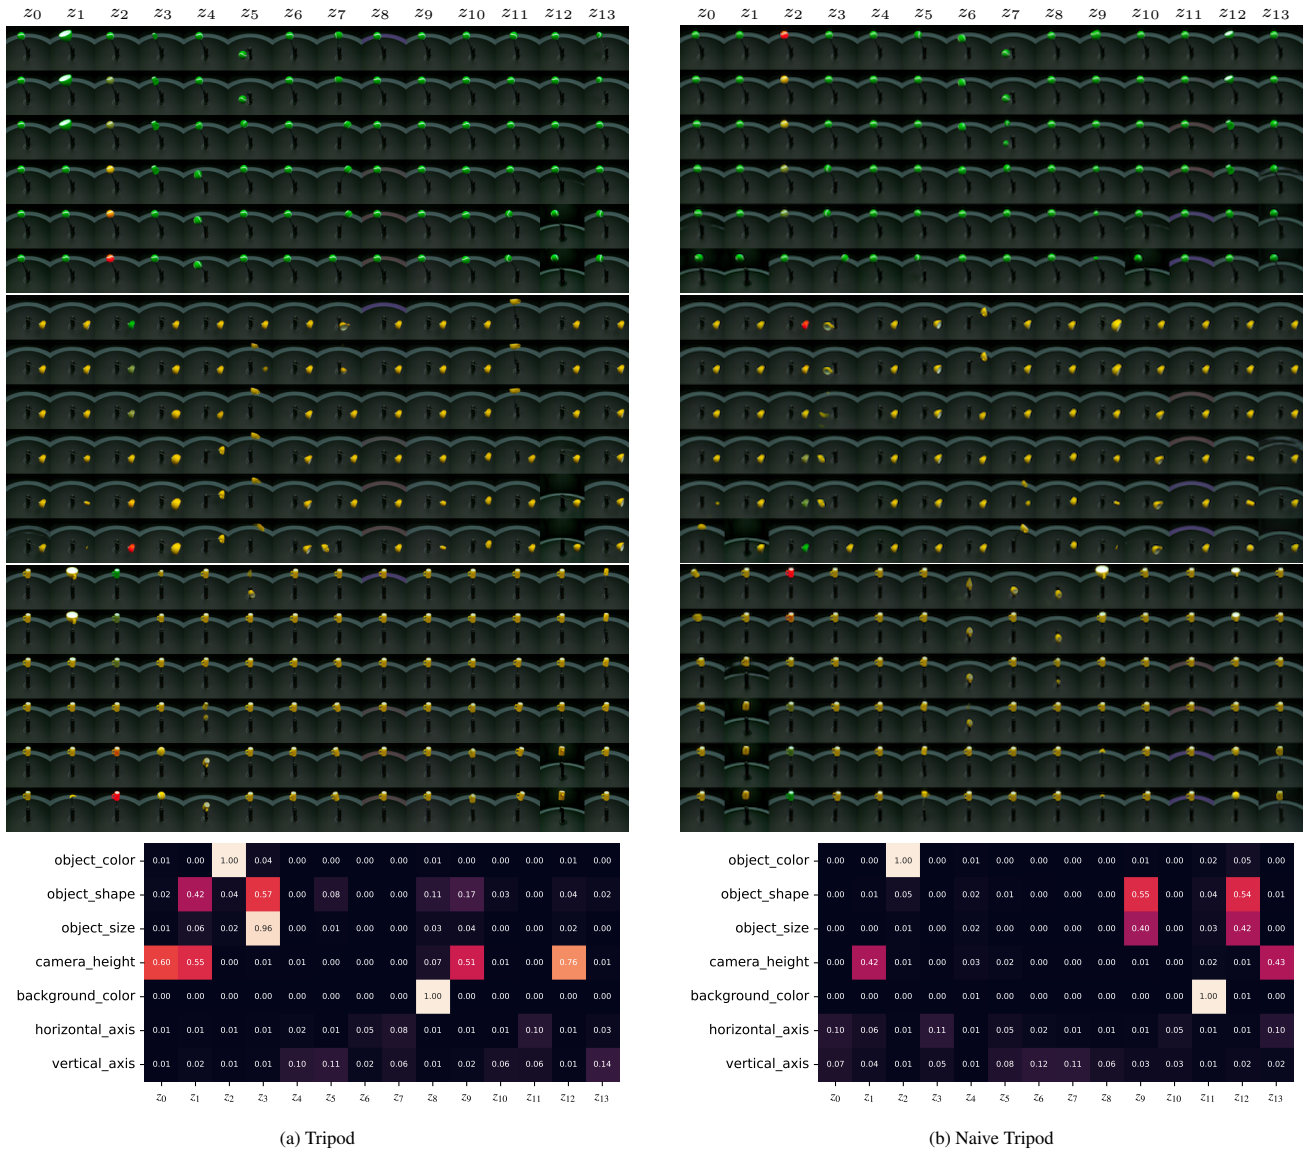 z₀ z₁ z₂ z₃ z₄ z₅ z₆ z₇ z₈ z₉ z₁₀ z₁₁ z₁₂ z₁₃
object_color 0.01 0.00 1.00 0.04 0.00 0.00 0.00 0.00 0.01 0.00 0.00 0.00 0.01 0.00
object_shape 0.02 0.42 0.04 0.57 0.00 0.08 0.00 0.00 0.11 0.17 0.03 0.00 0.04 0.02
object_size 0.01 0.06 0.02 0.96 0.00 0.01 0.00 0.00 0.03 0.04 0.00 0.00 0.02 0.00
camera_height 0.60 0.55 0.00 0.01 0.01 0.00 0.00 0.00 0.07 0.51 0.00 0.00 0.76 0.01
background_color 0.00 0.00 0.00 0.00 0.00 0.00 0.00 0.00 1.00 0.00 0.00 0.00 0.00 0.00
horizontal_axis 0.01 0.01 0.01 0.01 0.02 0.01 0.05 0.08 0.01 0.01 0.01 0.10 0.01 0.03
vertical_axis 0.01 0.02 0.01 0.01 0.10 0.11 0.02 0.06 0.01 0.00 0.06 0.06 0.01 0.14
z₀ z₁ z₂ z₃ z₄ z₅ z₆ z₇ z₈ z₉ z₁₀ z₁₁ z₁₂ z₁₃
(a) Tripod
z₀ z₁ z₂ z₃ z₄ z₅ z₆ z₇ z₈ z₉ z₁₀ z₁₁ z₁₂ z₁₃
object_color 0.00 0.00 1.00 0.00 0.01 0.00 0.00 0.00 0.00 0.01 0.00 0.02 0.05 0.00
object_shape 0.00 0.01 0.05 0.00 0.02 0.01 0.00 0.00 0.00 0.55 0.00 0.04 0.54 0.01
object_size 0.00 0.00 0.01 0.00 0.02 0.00 0.00 0.00 0.00 0.40 0.00 0.03 0.42 0.00
camera_height 0.00 0.42 0.01 0.00 0.03 0.02 0.00 0.00 0.00 0.01 0.00 0.02 0.01 0.43
background_color 0.00 0.00 0.00 0.00 0.00 0.00 0.00 0.00 0.00 0.00 0.00 1.00 0.01 0.00
horizontal_axis 0.10 0.06 0.01 0.11 0.01 0.05 0.02 0.01 0.00 0.01 0.05 0.01 0.01 0.10
vertical_axis 0.07 0.04 0.01 0.05 0.01 0.08 0.12 0.11 0.06 0.03 0.03 0.01 0.02 0.02
z₀ z₁ z₂ z₃ z₄ z₅ z₆ z₇ z₈ z₉ z₁₀ z₁₁ z₁₂ z₁₃
(b) Naive Tripod